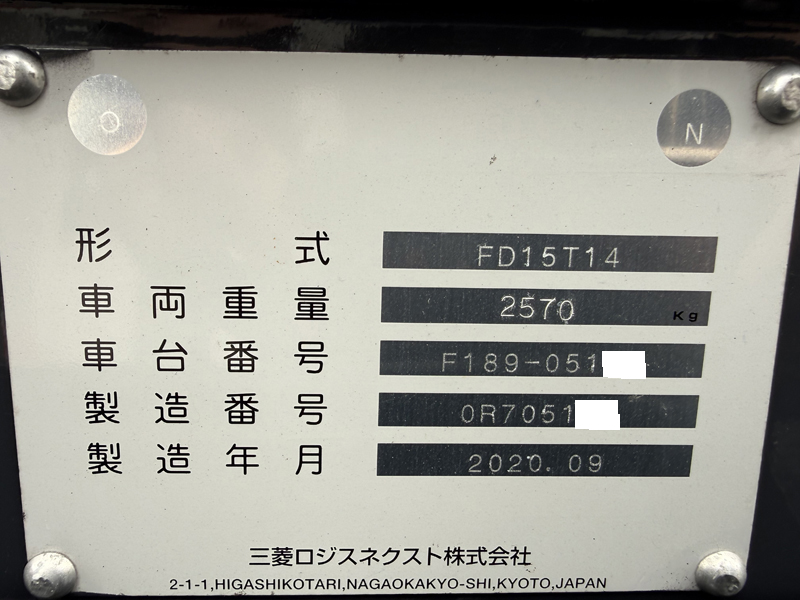 O N
形式 FD15T14
車両重量 2570 Kg
車台番号 F189-051
製造番号 0R7051
製造年月 2020.09
三菱ロジスネクスト株式会社
2-1-1,HIGASHIKOTARI,NAGAOKAKYO-SHI,KYOTO,JAPAN